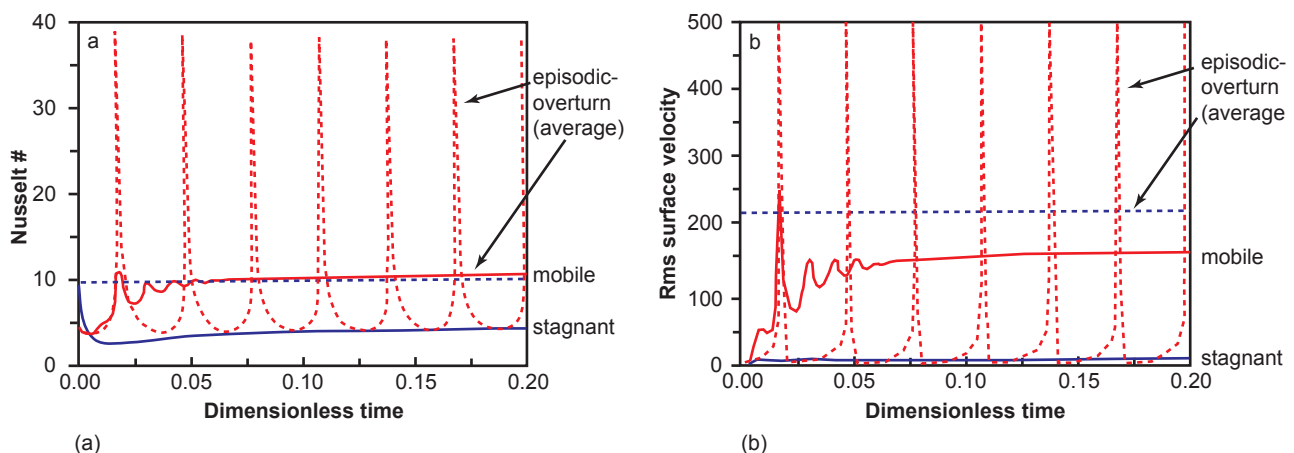 40
a
30
20
10
0
Nusselt #
episodic-
overturn
(average)
mobile
stagnant
0.00
0.05
0.10
0.15
0.20
Dimensionless time
(a)
500
b
200
100
0
Rms surface velocity
episodic-
overturn
(average
mobile
stagnant
0.00
0.05
0.10
0.15
0.20
Dimensionless time
(b)